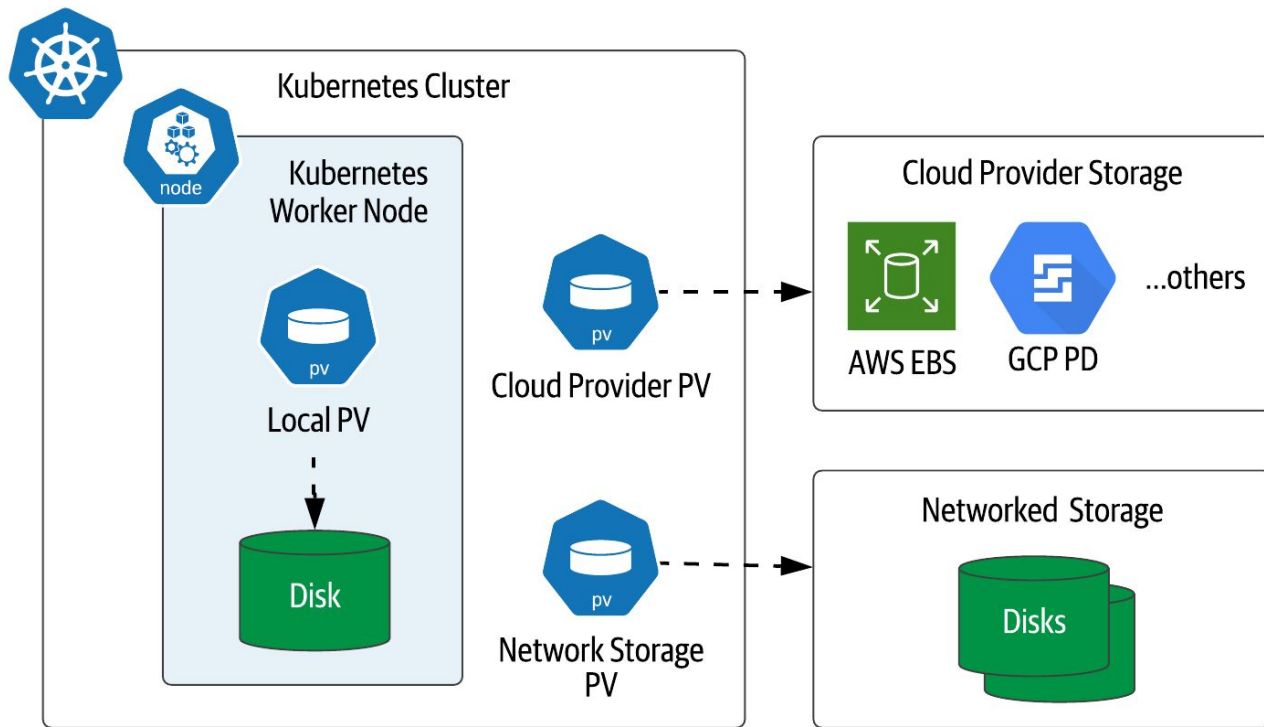 Kubernetes Cluster
node
Kubernetes
Worker Node
pv
Local PV
Disk
pv
Cloud Provider PV
pv
Network Storage
PV
Cloud Provider Storage
AWS EBS
GCP PD
...others
Networked Storage
Disks